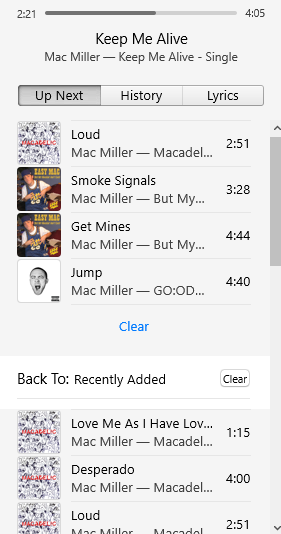 2:21 4:05
Keep Me Alive
Mac Miller — Keep Me Alive - Single
Up Next History Lyrics
Loud
Mac Miller — Macadel... 2:51
Smoke Signals
Mac Miller — But My... 3:28
Get Mines
Mac Miller — But My... 4:44
Jump
Mac Miller — GO:OD... 4:40
Clear
Back To: Recently Added Clear
Love Me As I Have Lov...
Mac Miller — Macadel... 1:15
Desperado
Mac Miller — Macadel... 4:00
Loud
Mac Miller — Macadel... 2:51